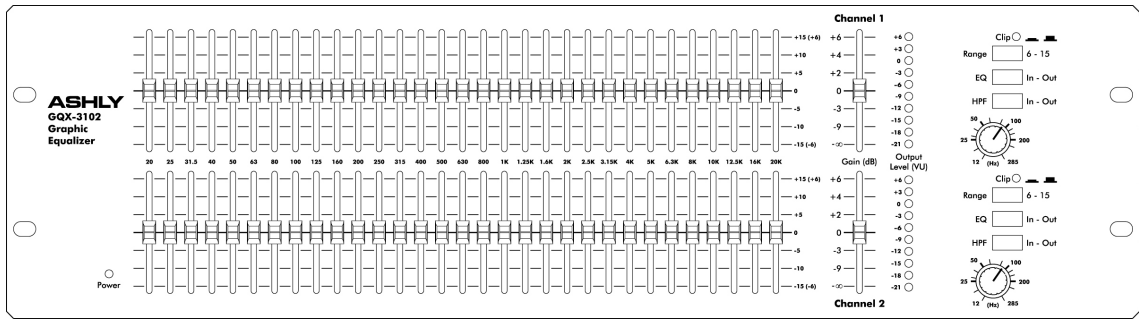 Channel 1
ASHLY
GQX-3102
Graphic
Equalizer
+15 (+6)
+10
+5
0
-5
-10
-15 (-6)
+6
+4
+2
0
-3
-9
-∞
+6
+3
0
-3
-6
-9
-12
-15
-18
-21
Clip
Range 6 - 15
EQ In - Out
HPF In - Out
50 100
25 200
12 (Hz) 285
20 25 31.5 40 50 63 80 100 125 160 200 250 315 400 500 630 800 1K 1.25K 1.6K 2K 2.5K 3.15K 4K 5K 6.3K 8K 10K 12.5K 16K 20K
Gain (dB)
Output
Level (VU)
+15 (+6)
+10
+5
0
-5
-10
-15 (-6)
+6
+4
+2
0
-3
-9
-∞
+6
+3
0
-3
-6
-9
-12
-15
-18
-21
Clip
Range 6 - 15
EQ In - Out
HPF In - Out
50 100
25 200
12 (Hz) 285
Power
Channel 2